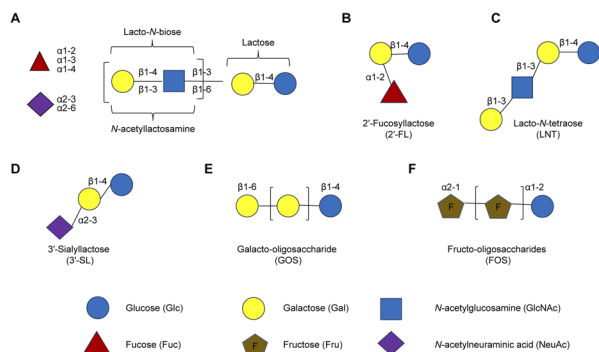 A
α1-2
α1-3
α1-4
α2-3
α2-6
Lacto-N-biose
Lactose
β1-4
β1-3
β1-3
β1-6
β1-4
N-acetyllactosamine
B
β1-4
α1-2
2′-Fucosyllactose
(2′-FL)
C
β1-4
β1-3
β1-3
Lacto-N-tetraose
(LNT)
D
β1-4
α2-3
3′-Sialyllactose
(3′-SL)
E
β1-6
β1-4
Galacto-oligosaccharide
(GOS)
F
α2-1
α1-2
F
F
Fructo-oligosaccharides
(FOS)
Glucose (Glc)
Galactose (Gal)
N-acetylglucosamine (GlcNAc)
Fucose (Fuc)
F
Fructose (Fru)
N-acetylneuraminic acid (NeuAc)